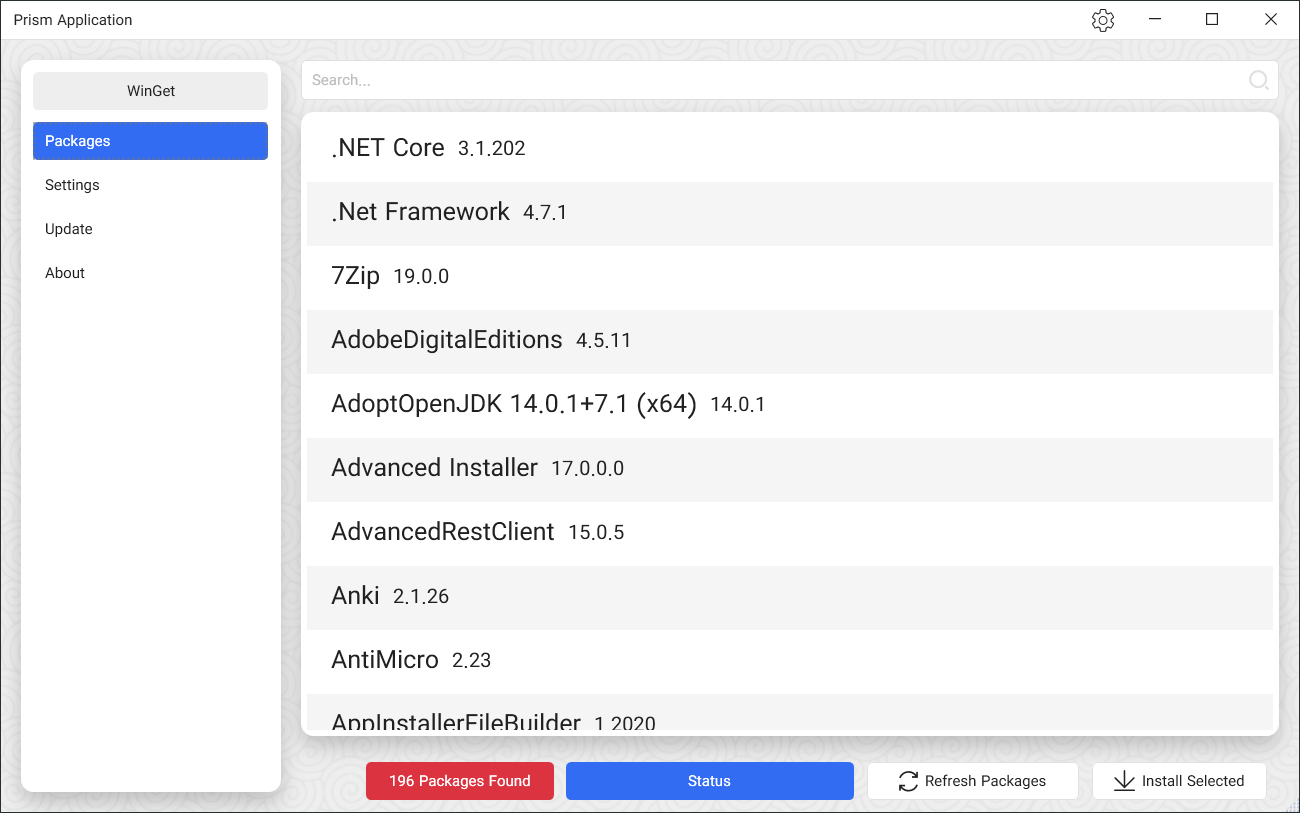 Prism Application
WinGet
Packages
Settings
Update
About
Search...
.NET Core 3.1.202
.Net Framework 4.7.1
7Zip 19.0.0
AdobeDigitalEditions 4.5.11
AdoptOpenJDK 14.0.1+7.1 (x64) 14.0.1
Advanced Installer 17.0.0.0
AdvancedRestClient 15.0.5
Anki 2.1.26
AntiMicro 2.23
AppInstallerFileBuilder 1 2020
196 Packages Found
Status
Refresh Packages
Install Selected